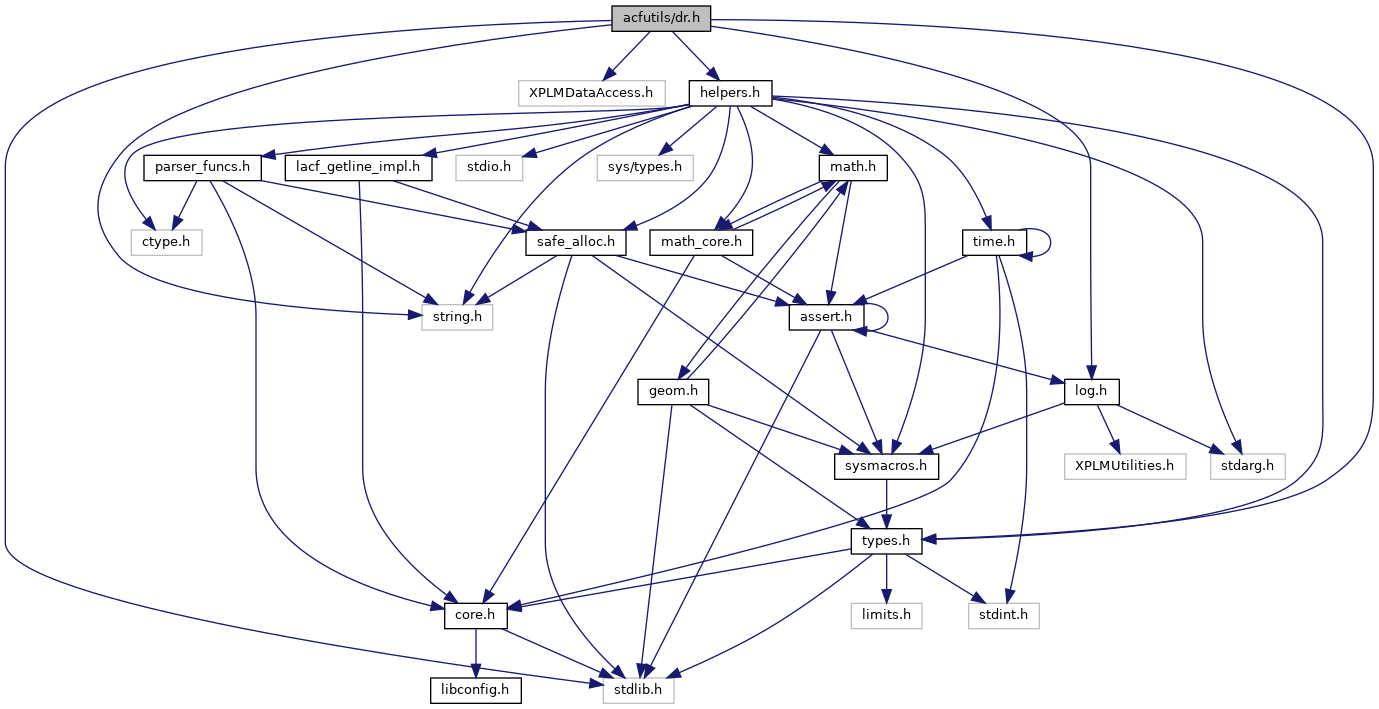 acfutils/dr.h
XPLMDataAccess.h
helpers.h
parser_funcs.h
lacf_getline_impl.h
stdio.h
sys/types.h
math.h
ctype.h
safe_alloc.h
math_core.h
time.h
string.h
assert.h
geom.h
log.h
sysmacros.h
XPLMUtilities.h
stdarg.h
types.h
core.h
limits.h
stdint.h
libconfig.h
stdlib.h